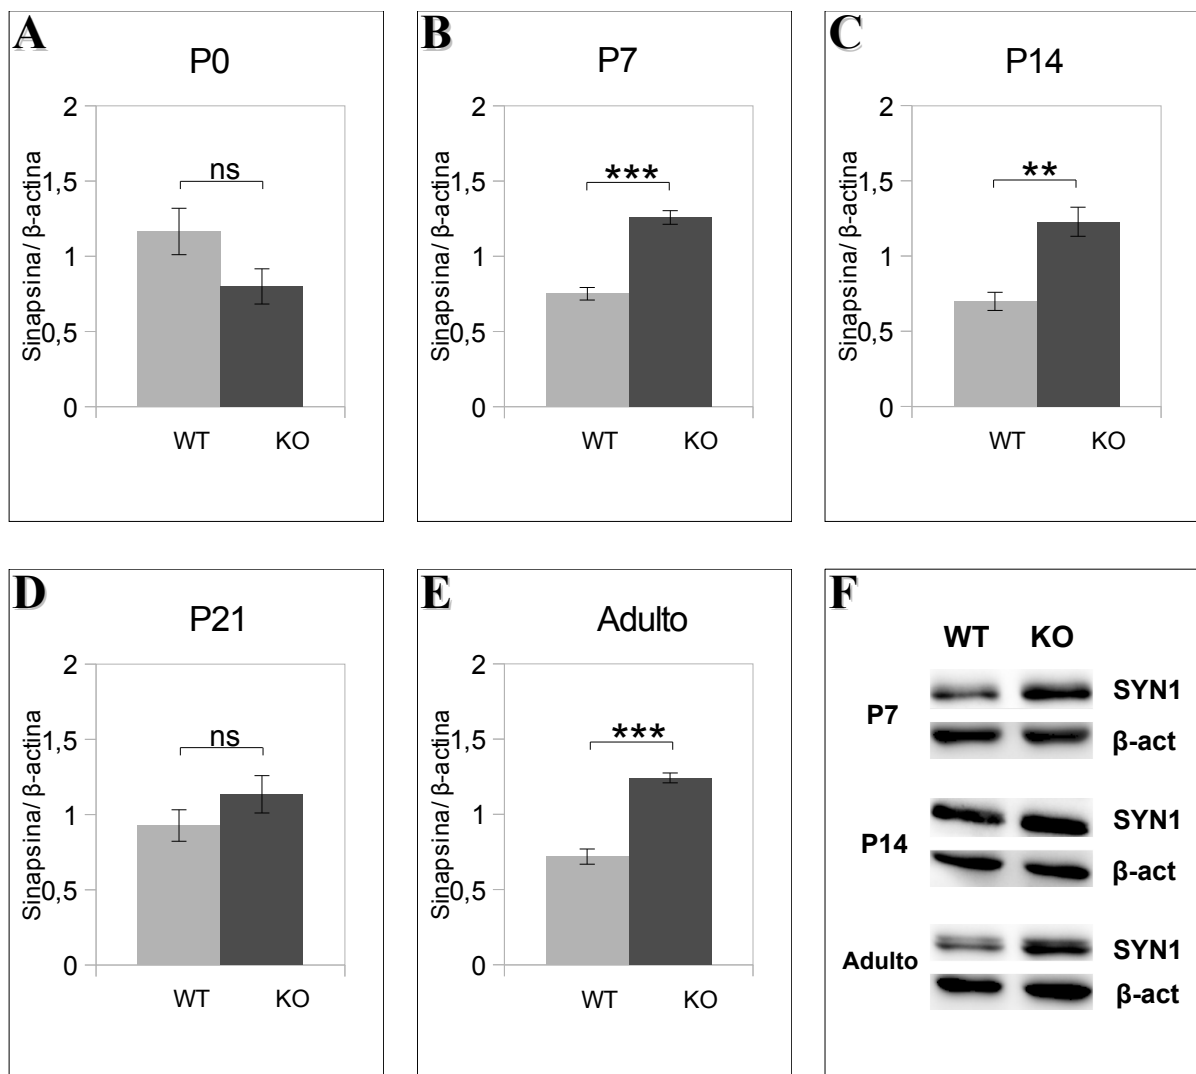 A
P0
2
1,5
1
0,5
0
Sinapsina/ β-actina
ns
WT KO
B
P7
2
1,5
1
0,5
0
Sinapsina/ β-actina
***
WT KO
C
P14
2
1,5
1
0,5
0
Sinapsina/ β-actina
**
WT KO
D
P21
2
1,5
1
0,5
0
Sinapsina/ β-actina
ns
WT KO
E
Adulto
2
1,5
1
0,5
0
Sinapsina/ β-actina
***
WT KO
F
WT KO
P7
SYN1
β-act
P14
SYN1
β-act
Adulto
SYN1
β-act